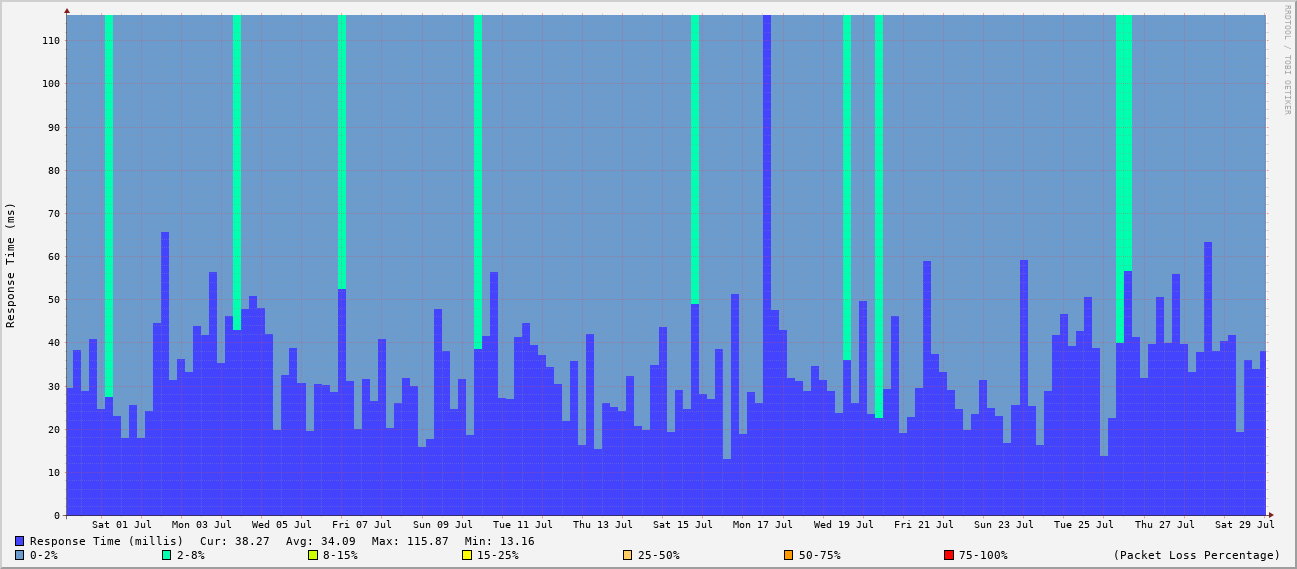 RRDTOOL / TOBI OETIKER
Response Time (ms)
110
100
90
80
70
60
50
40
30
20
10
0
Sat 01 Jul Mon 03 Jul Wed 05 Jul Fri 07 Jul Sun 09 Jul Tue 11 Jul Thu 13 Jul Sat 15 Jul Mon 17 Jul Wed 19 Jul Fri 21 Jul Sun 23 Jul Tue 25 Jul Thu 27 Jul Sat 29 Jul
Response Time (millis) Cur: 38.27 Avg: 34.09 Max: 115.87 Min: 13.16
0-2% 2-8% 8-15% 15-25% 25-50% 50-75% 75-100% (Packet Loss Percentage)